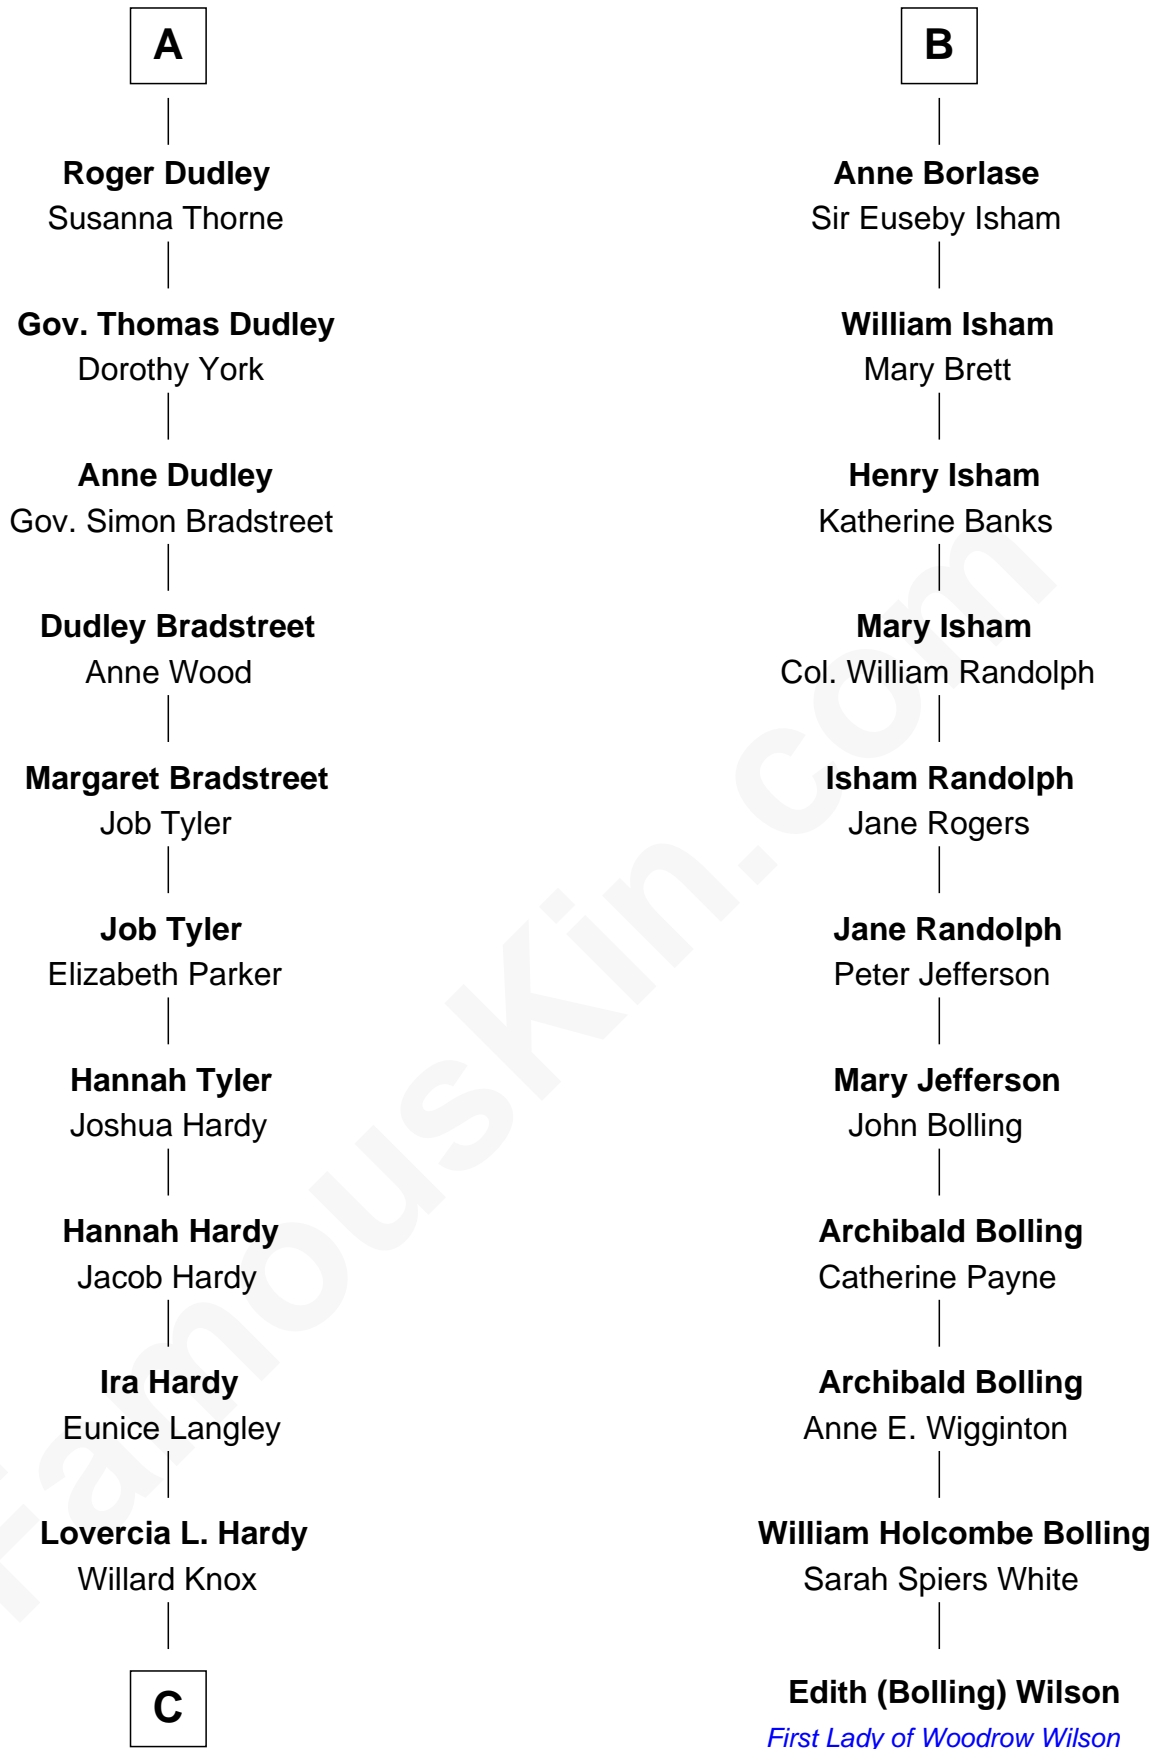 A
Roger Dudley
Susanna Thorne
Gov. Thomas Dudley
Dorothy York
Anne Dudley
Gov. Simon Bradstreet
Dudley Bradstreet
Anne Wood
Margaret Bradstreet
Job Tyler
Job Tyler
Elizabeth Parker
Hannah Tyler
Joshua Hardy
Hannah Hardy
Jacob Hardy
Ira Hardy
Eunice Langley
Lovercia L. Hardy
Willard Knox
C
B
Anne Borlase
Sir Euseby Isham
William Isham
Mary Brett
Henry Isham
Katherine Banks
Mary Isham
Col. William Randolph
Isham Randolph
Jane Rogers
Jane Randolph
Peter Jefferson
Mary Jefferson
John Bolling
Archibald Bolling
Catherine Payne
Archibald Bolling
Anne E. Wigginton
William Holcombe Bolling
Sarah Spiers White
Edith (Bolling) Wilson
First Lady of Woodrow Wilson
FamousKin.com